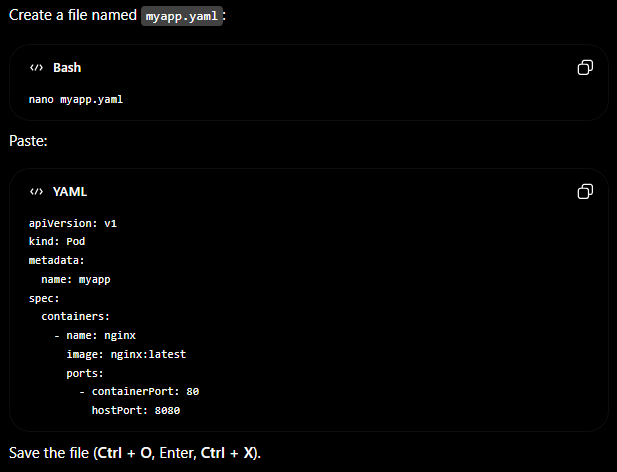 Create a file named myapp.yaml:
</> Bash
nano myapp.yaml
Paste:
</> YAML
apiVersion: v1
kind: Pod
metadata:
  name: myapp
spec:
  containers:
    - name: nginx
      image: nginx:latest
      ports:
        - containerPort: 80
          hostPort: 8080
Save the file (Ctrl + O, Enter, Ctrl + X).